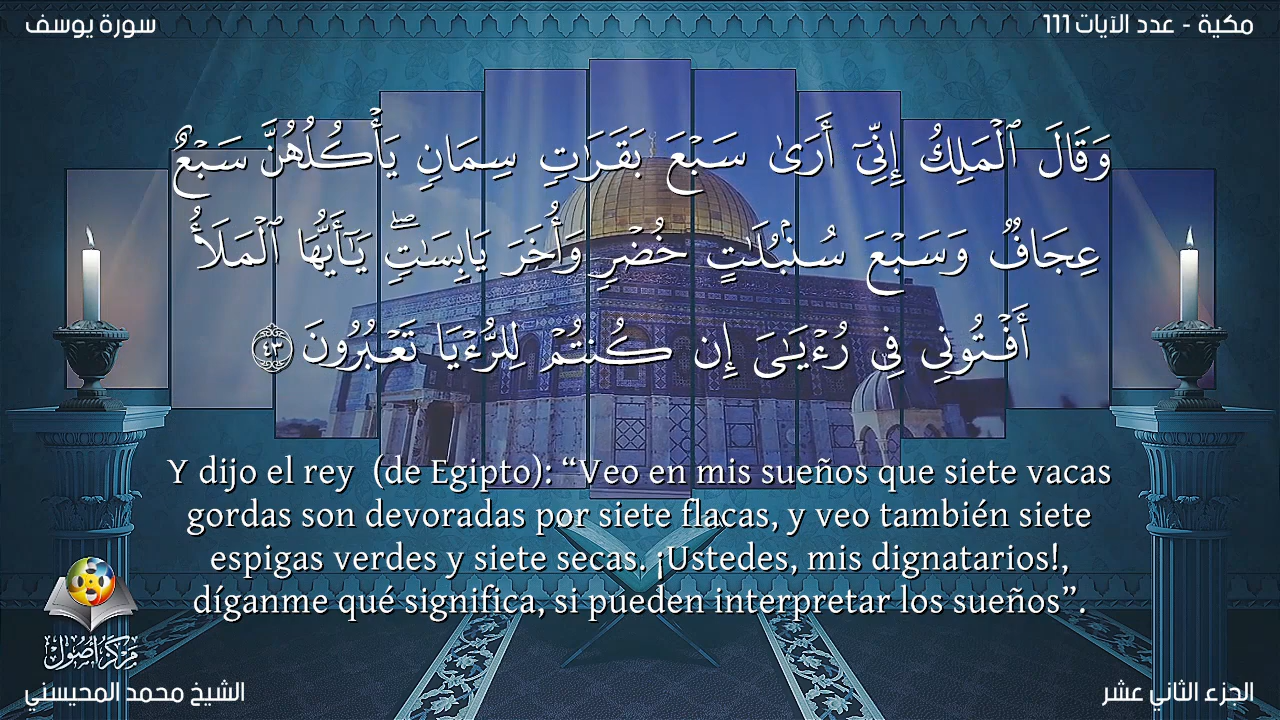 سورة يوسف
مكية - عدد الآيات 111
وَقَالَ ٱلْمَلِكُ إِنِّىٓ أَرَىٰ سَبْعَ بَقَرَٰتٍ سِمَانٍ يَأْكُلُهُنَّ سَبْعٌ
عِجَافٌ وَسَبْعَ سُنۢبُلَٰتٍ خُضْرٍ وَأُخَرَ يَابِسَٰتٍ ۖ يَٰٓأَيُّهَا ٱلْمَلَأُ
أَفْتُونِى فِى رُءْيَٰىَ إِن كُنتُمْ لِلرُّءْيَا تَعْبُرُونَ ٤٣
Y dijo el rey (de Egipto): “Veo en mis sueños que siete vacas
gordas son devoradas por siete flacas, y veo también siete
espigas verdes y siete secas. ¡Ustedes, mis dignatarios!,
díganme qué significa, si pueden interpretar los sueños”.
مركز أصول
الشيخ محمد المحيسني
الجزء الثاني عشر